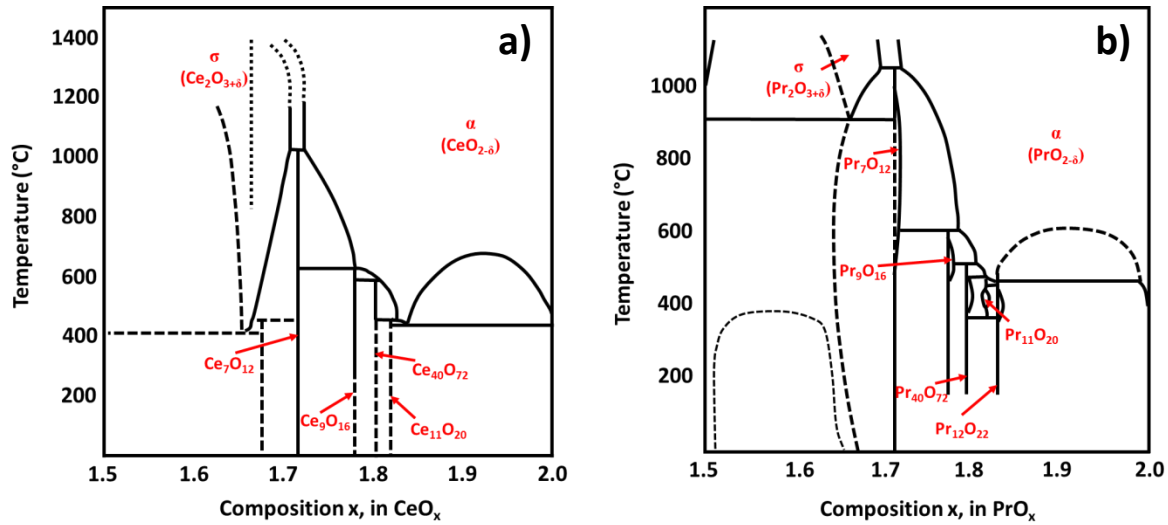 a)
1400
1200
1000
800
600
400
200
Temperature (°C)
σ
(Ce₂O₃₊δ)
α
(CeO₂₋δ)
Ce₇O₁₂
Ce₉O₁₆
Ce₄₀O₇₂
Ce₁₁O₂₀
1.5
1.6
1.7
1.8
1.9
2.0
Composition x, in CeOₓ
b)
1000
800
600
400
200
Temperature (°C)
σ
(Pr₂O₃₊δ)
α
(PrO₂₋δ)
Pr₇O₁₂
Pr₉O₁₆
Pr₁₁O₂₀
Pr₄₀O₇₂
Pr₁₂O₂₂
1.5
1.6
1.7
1.8
1.9
2.0
Composition x, in PrOₓ